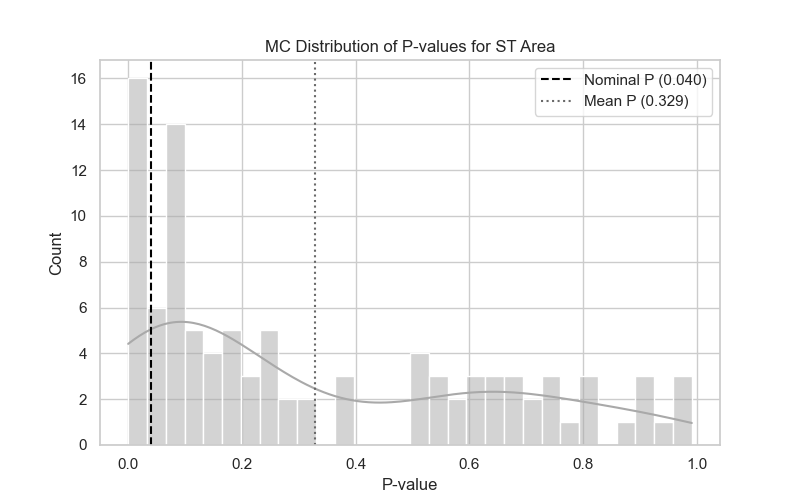 MC Distribution of P-values for ST Area
Nominal P (0.040)
Mean P (0.329)
Count
16
14
12
10
8
6
4
2
0
0.0 0.2 0.4 0.6 0.8 1.0
P-value